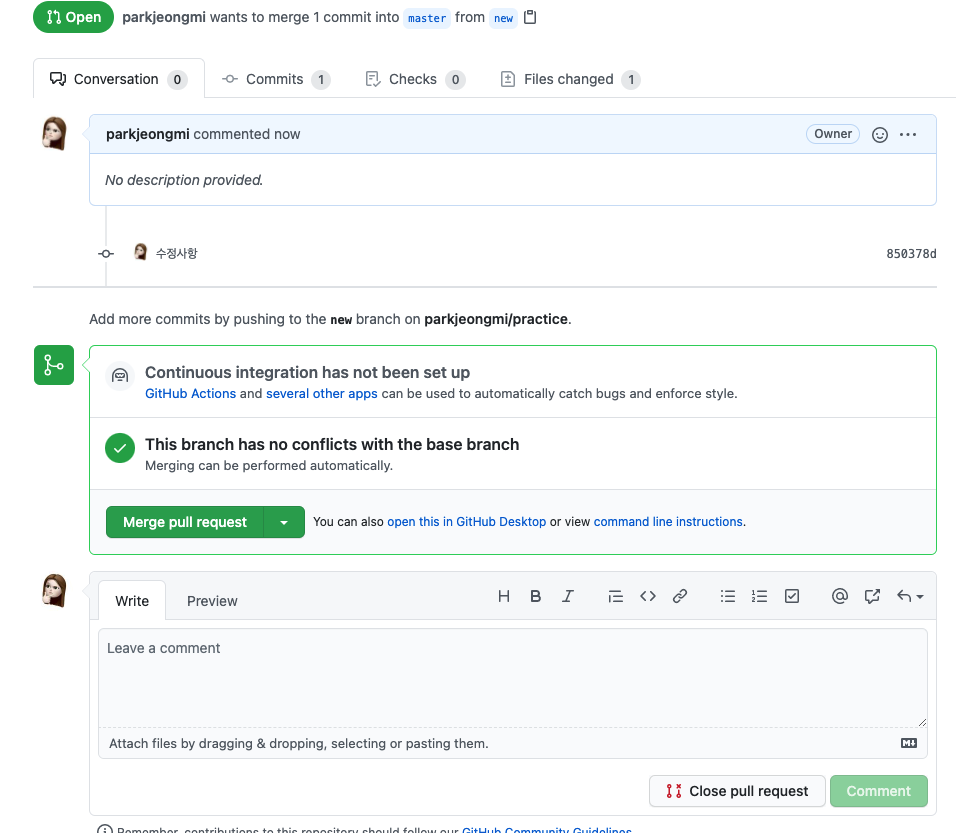 Open parkjeongmi wants to merge 1 commit into master from new
Conversation 0 Commits 1 Checks 0 Files changed 1
parkjeongmi commented now Owner
No description provided.
수정사항 850378d
Add more commits by pushing to the new branch on parkjeongmi/practice.
Continuous integration has not been set up
GitHub Actions and several other apps can be used to automatically catch bugs and enforce style.
This branch has no conflicts with the base branch
Merging can be performed automatically.
Merge pull request You can also open this in GitHub Desktop or view command line instructions.
Write Preview
Leave a comment
Attach files by dragging & dropping, selecting or pasting them.
Close pull request Comment
Remember, contributions to this repository should follow our GitHub Community Guidelines.